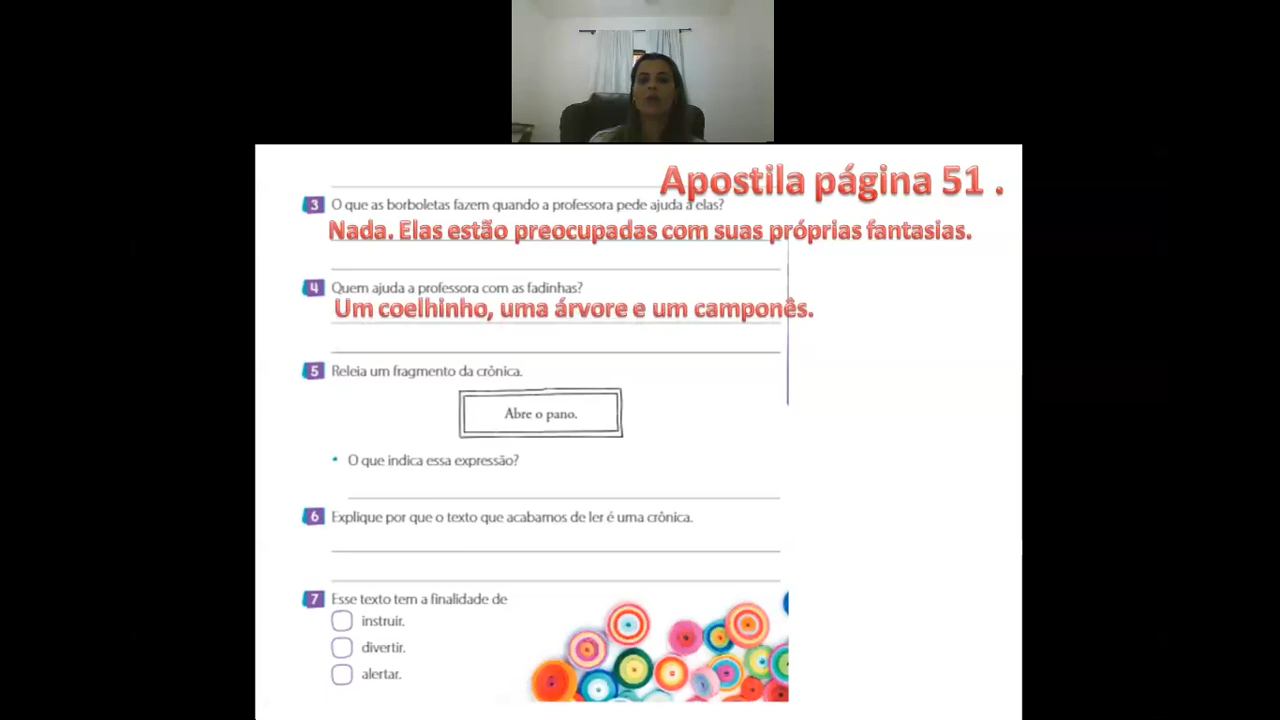 Apostila página 51 .
3 O que as borboletas fazem quando a professora pede ajuda a elas?
Nada. Elas estão preocupadas com suas próprias fantasias.
4 Quem ajuda a professora com as fadinhas?
Um coelhinho, uma árvore e um camponês.
5 Releia um fragmento da crônica.
Abre o pano.
• O que indica essa expressão?
6 Explique por que o texto que acabamos de ler é uma crônica.
7 Esse texto tem a finalidade de
instruir.
divertir.
alertar.